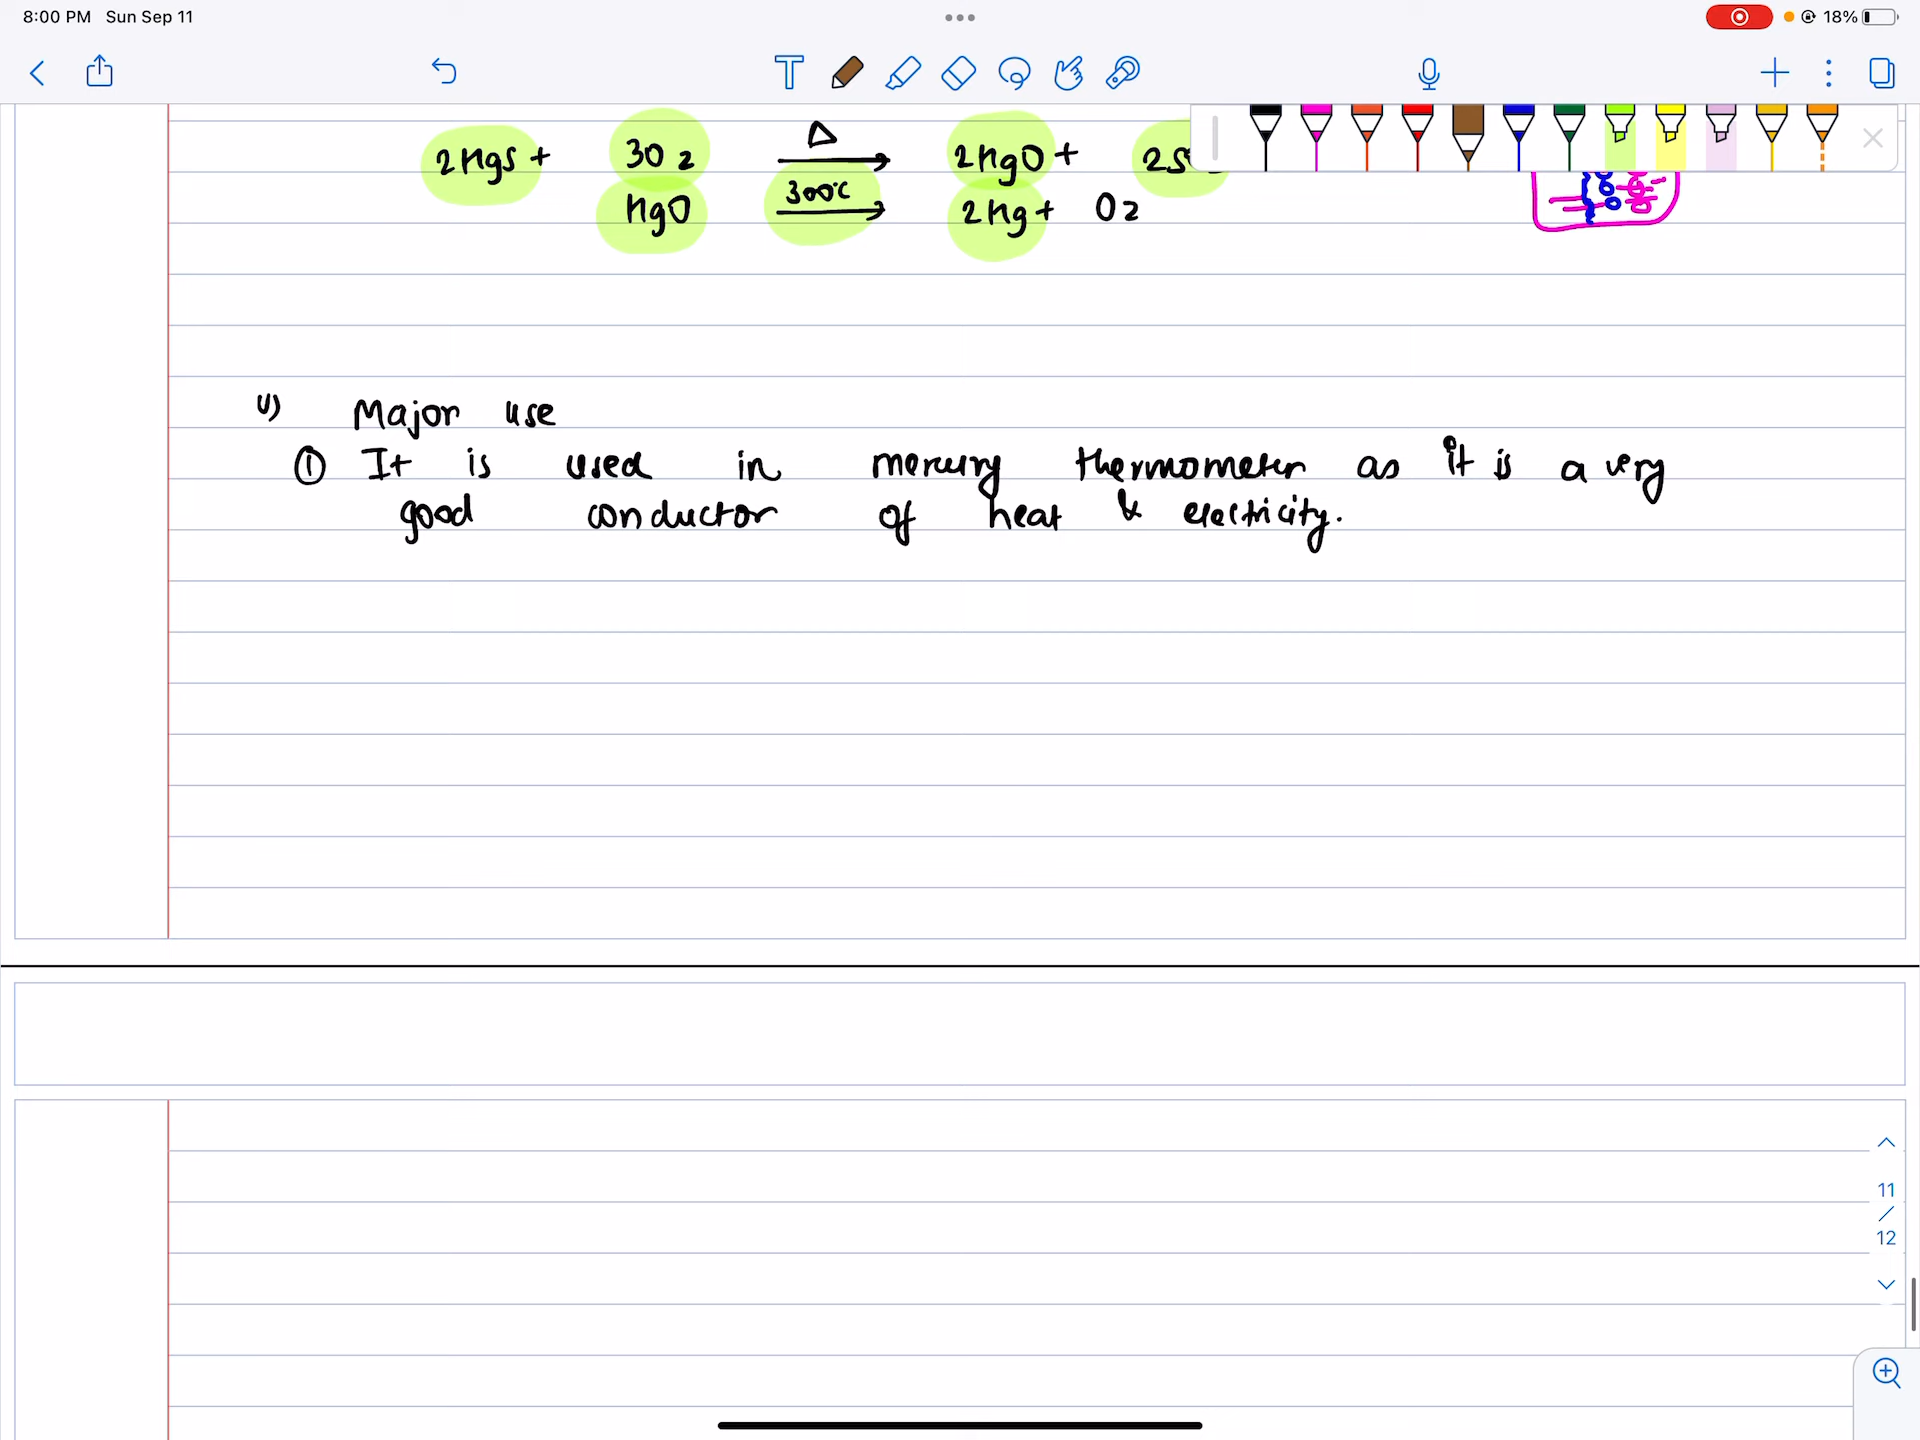 8:00 PM Sun Sep 11
18%
2HgS + 3O2 Δ → 2HgO +
HgO 300°C → 2Hg + O2
v) Major use
① It is used in mercury thermometer as it is a very
good conductor of heat & electricity.
11
/
12